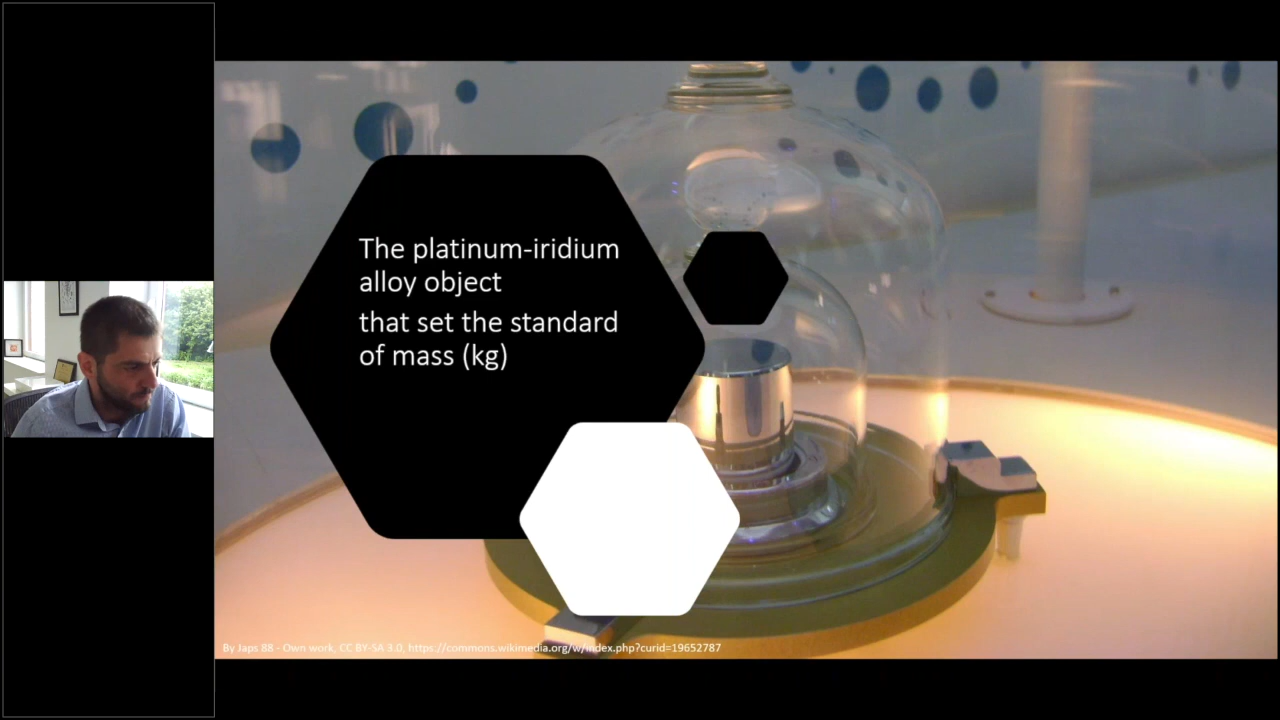 The platinum-iridium
alloy object
that set the standard
of mass (kg)
By Japs 88 - Own work, CC BY-SA 3.0, https://commons.wikimedia.org/w/index.php?curid=19652787